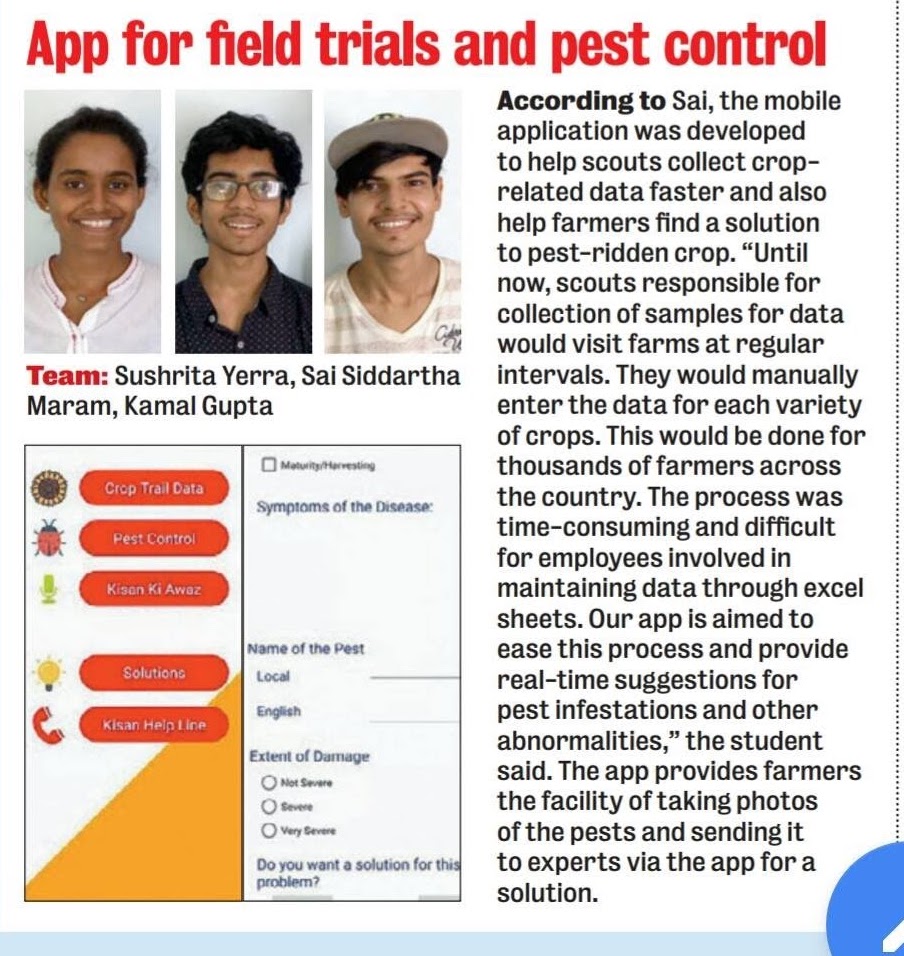 App for field trials and pest control
Team: Sushrita Yerra, Sai Siddartha
Maram, Kamal Gupta
Crop Trail Data
Pest Control
Kisan Ki Awaz
Solutions
Kisan Help Line
Maturity/Harvesting
Symptoms of the Disease:
Name of the Pest
Local
English
Extent of Damage
Not Severe
Severe
Very Severe
Do you want a solution for this
problem?
According to Sai, the mobile
application was developed
to help scouts collect crop-
related data faster and also
help farmers find a solution
to pest-ridden crop. “Until
now, scouts responsible for
collection of samples for data
would visit farms at regular
intervals. They would manually
enter the data for each variety
of crops. This would be done for
thousands of farmers across
the country. The process was
time-consuming and difficult
for employees involved in
maintaining data through excel
sheets. Our app is aimed to
ease this process and provide
real-time suggestions for
pest infestations and other
abnormalities,” the student
said. The app provides farmers
the facility of taking photos
of the pests and sending it
to experts via the app for a
solution.